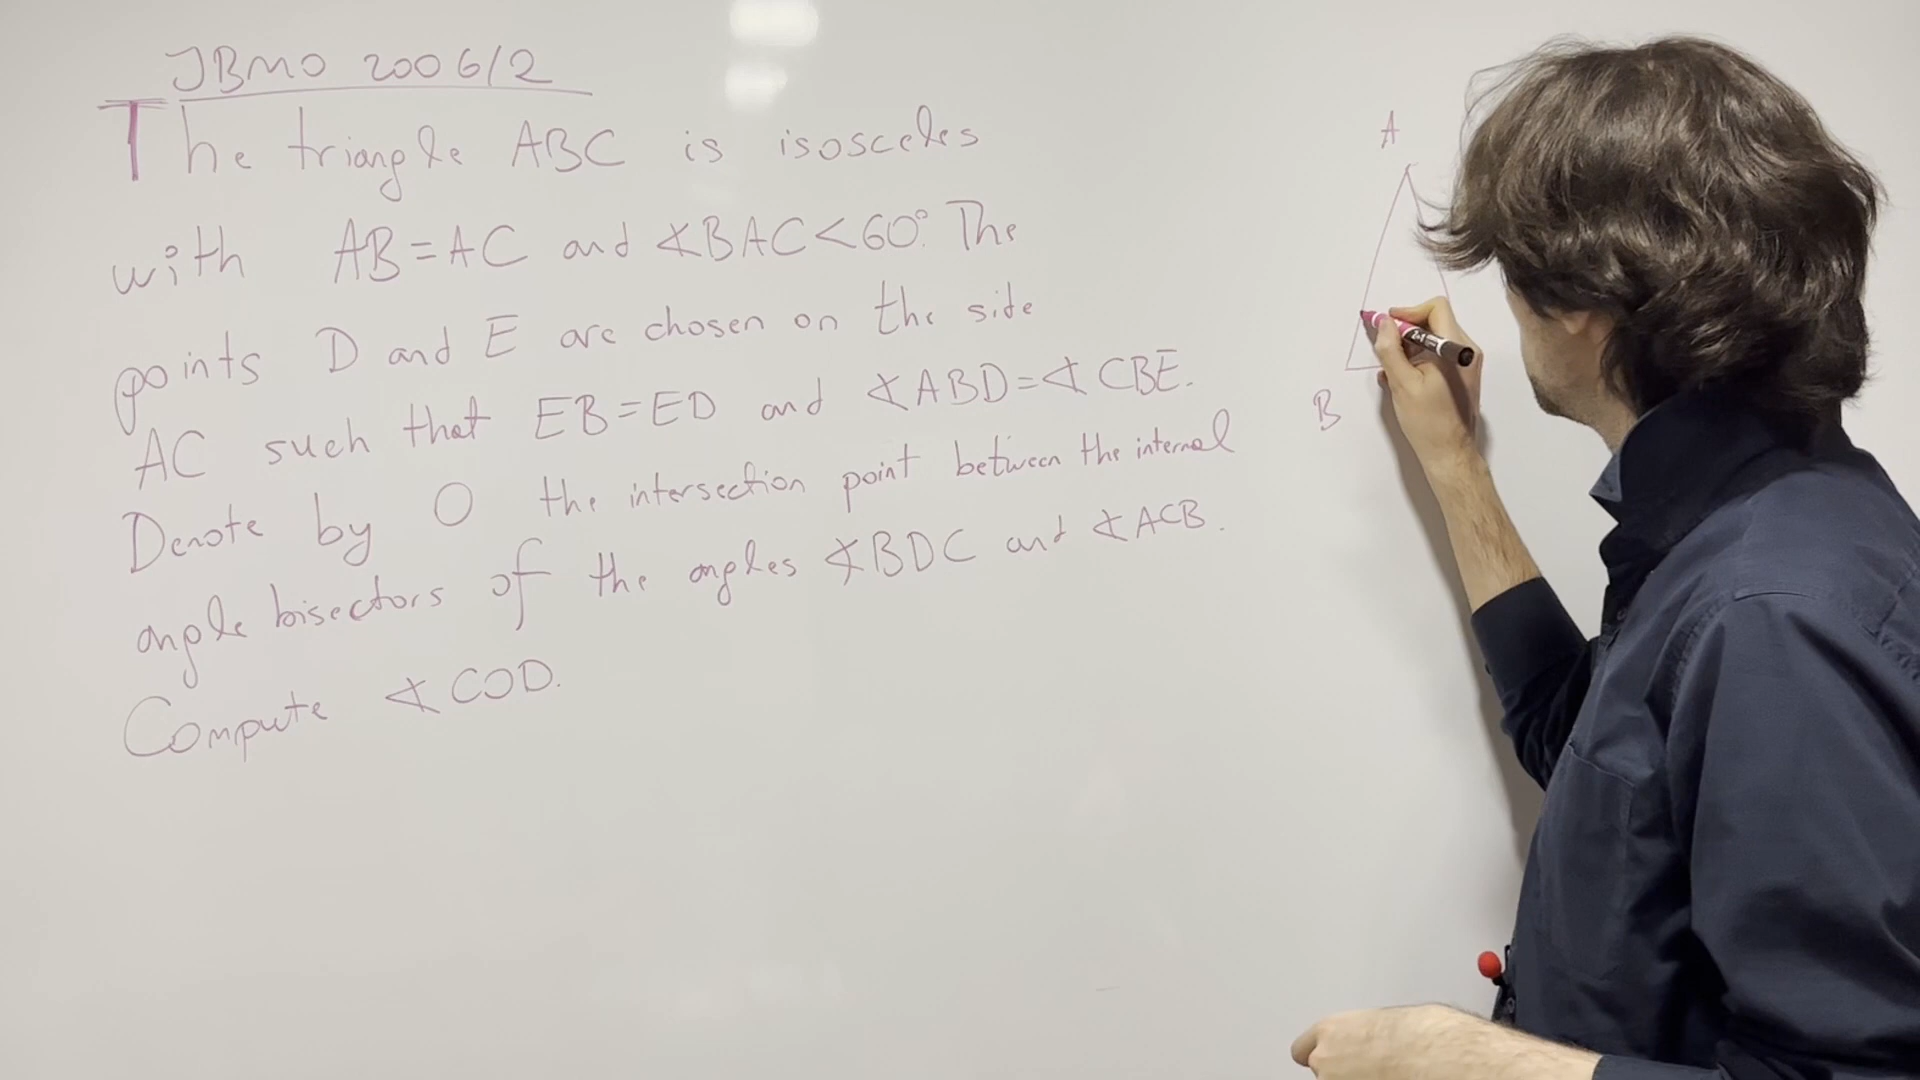 JBMO 2006/2
The triangle ABC is isosceles
with AB=AC and ∢BAC<60°. The
points D and E are chosen on the side
AC such that EB=ED and ∢ABD=∢CBE.
Denote by O the intersection point between the internal
angle bisectors of the angles ∢BDC and ∢ACB.
Compute ∢COD.
A
B